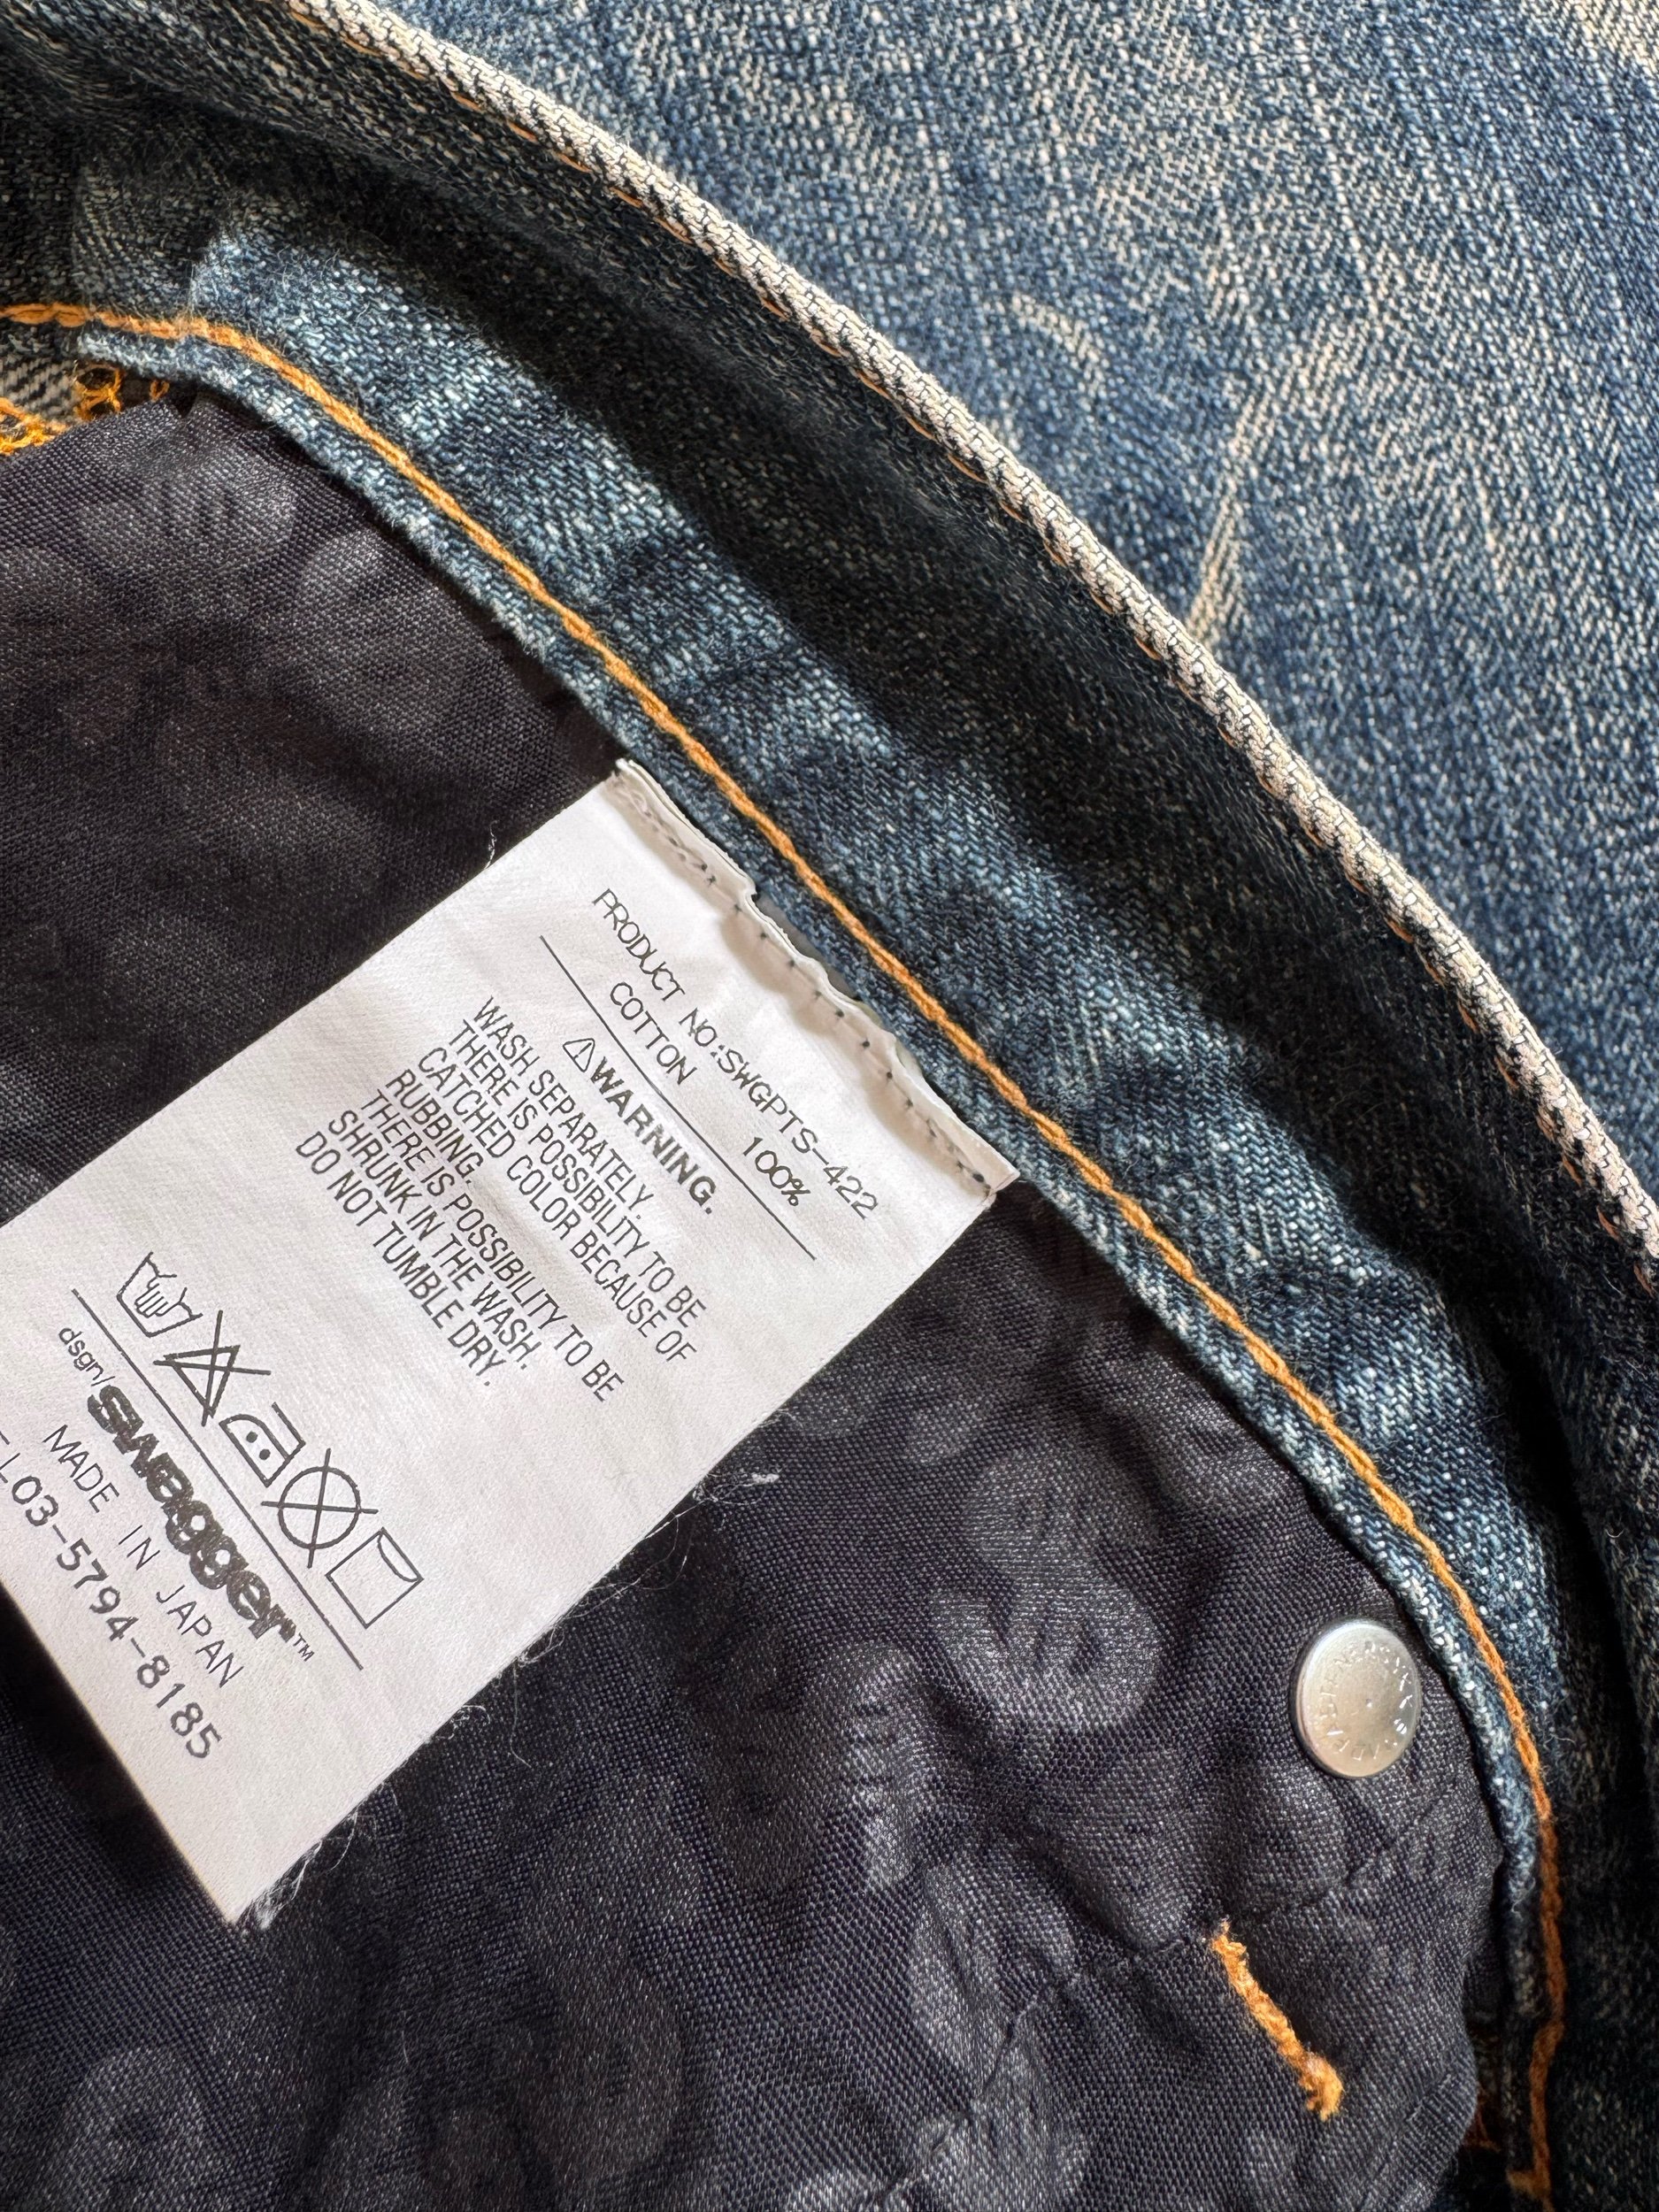 PRODUCT NO:SWGPTS-422
COTTON 100%
⚠WARNING.
WASH SEPARATELY.
THERE IS POSSIBILITY TO BE
CATCHED COLOR BECAUSE OF
RUBBING.
THERE IS POSSIBILITY TO BE
SHRUNK IN THE WASH.
DO NOT TUMBLE DRY.
dsgn/swagger™
MADE IN JAPAN
L03-5794-8185